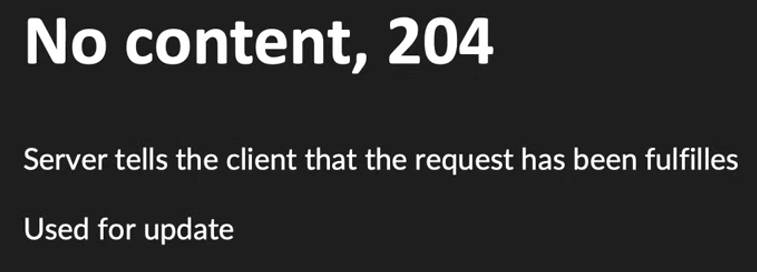 No content, 204
Server tells the client that the request has been fulfilles
Used for update